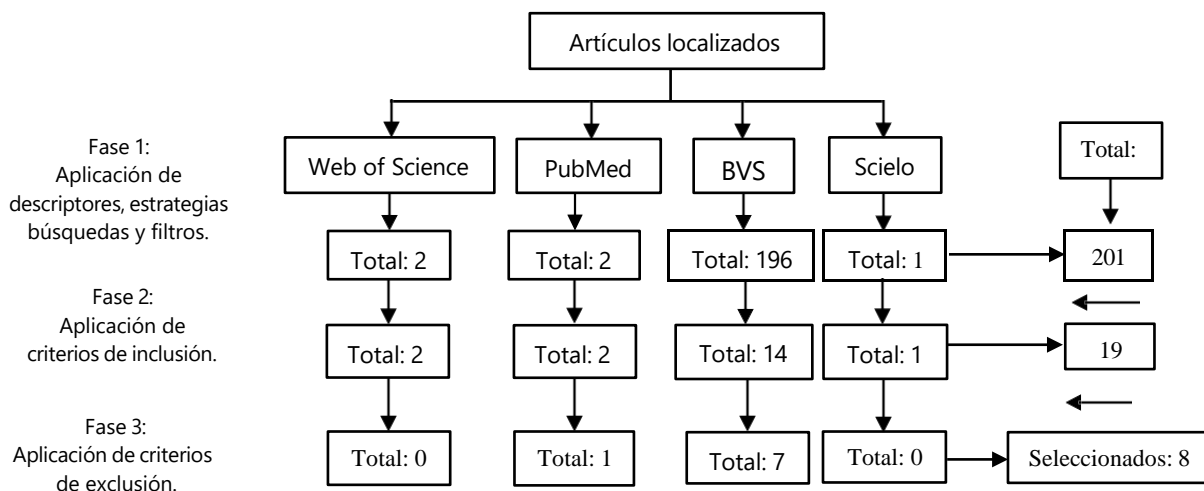 Artículos localizados
Fase 1:
Aplicación de
descriptores, estrategias
búsquedas y filtros.
Web of Science
PubMed
BVS
Scielo
Total:
Total: 2
Total: 2
Total: 196
Total: 1
201
Fase 2:
Aplicación de
criterios de inclusión.
Total: 2
Total: 2
Total: 14
Total: 1
19
Fase 3:
Aplicación de criterios
de exclusión.
Total: 0
Total: 1
Total: 7
Total: 0
Seleccionados: 8